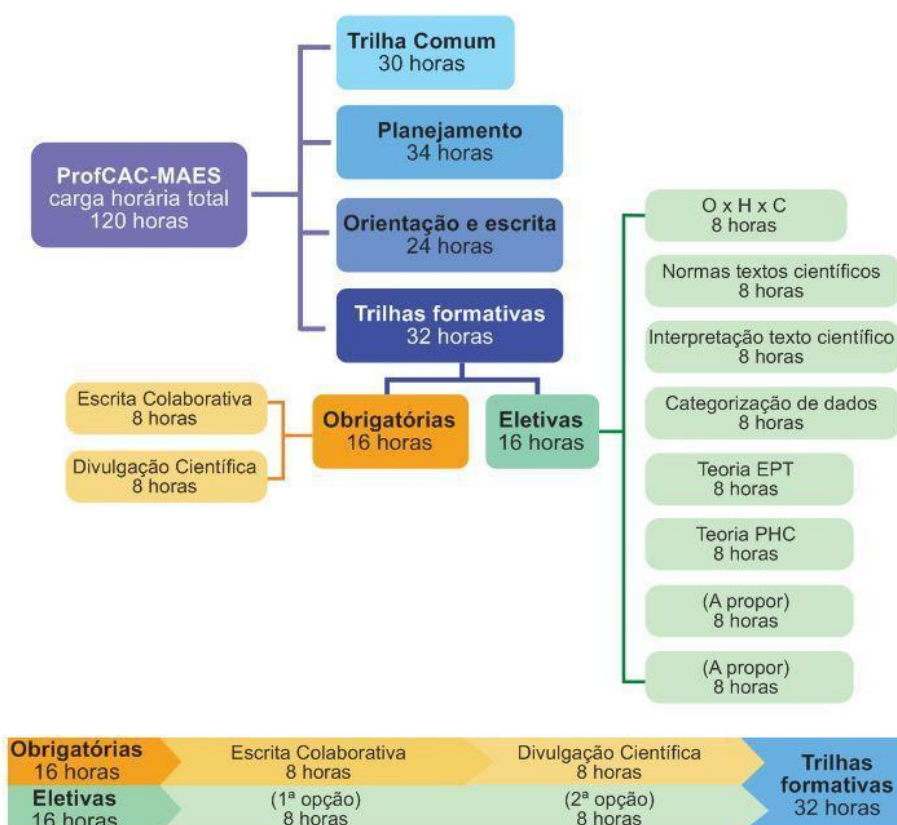 Trilha Comum
30 horas
Planejamento
34 horas
ProfCAC-MAES
carga horária total
120 horas
Orientação e escrita
24 horas
Trilhas formativas
32 horas
Escrita Colaborativa
8 horas
Divulgação Científica
8 horas
Obrigatórias
16 horas
Eletivas
16 horas
O x H x C
8 horas
Normas textos científicos
8 horas
Interpretação texto científico
8 horas
Categorização de dados
8 horas
Teoria EPT
8 horas
Teoria PHC
8 horas
(A propor)
8 horas
(A propor)
8 horas
Obrigatórias
16 horas
Escrita Colaborativa
8 horas
Divulgação Científica
8 horas
Eletivas
16 horas
(1ª opção)
8 horas
(2ª opção)
8 horas
Trilhas
formativas
32 horas